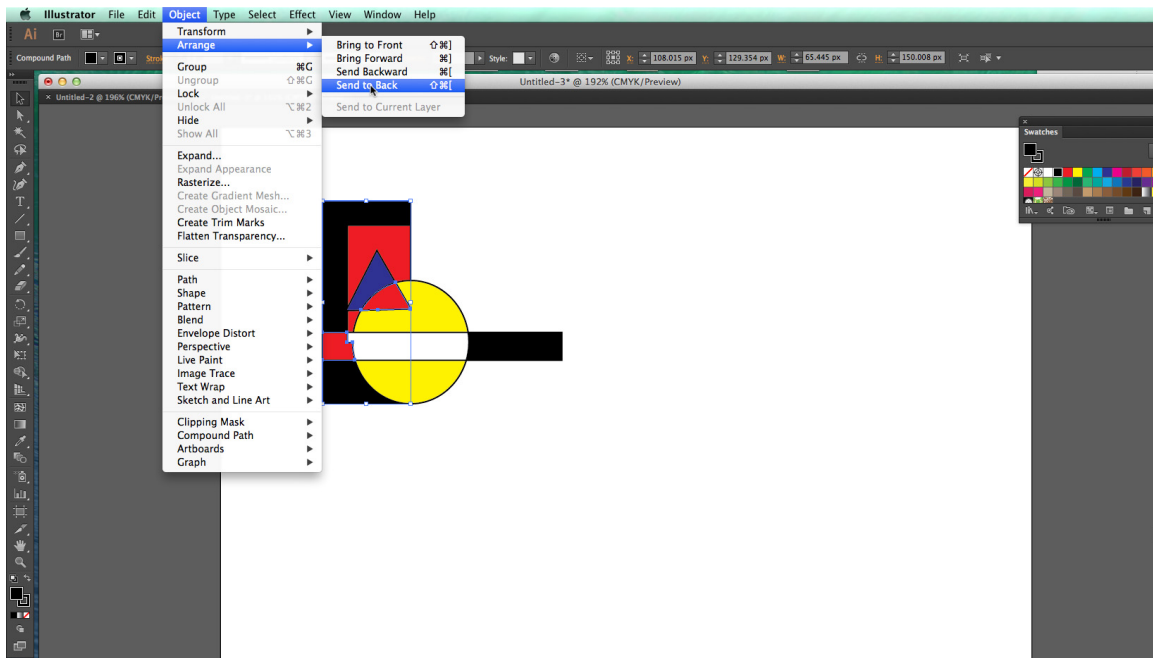 Illustrator File Edit Object Type Select Effect View Window Help
Ai Br
Compound Path Style: X: 108.015 px Y: 129.354 px W: 65.445 px H: 150.008 px
Untitled-3* @ 192% (CMYK/Preview)
× Untitled-2 @ 196% (CMYK/Pr
Transform
Arrange
Group ⌘G
Ungroup ⇧⌘G
Lock
Unlock All ⌥⌘2
Hide
Show All ⌥⌘3
Expand...
Expand Appearance
Rasterize...
Create Gradient Mesh...
Create Object Mosaic...
Create Trim Marks
Flatten Transparency...
Slice
Path
Shape
Pattern
Blend
Envelope Distort
Perspective
Live Paint
Image Trace
Text Wrap
Sketch and Line Art
Clipping Mask
Compound Path
Artboards
Graph
Bring to Front ⇧⌘]
Bring Forward ⌘]
Send Backward ⌘[
Send to Back ⇧⌘[
Send to Current Layer
Swatches